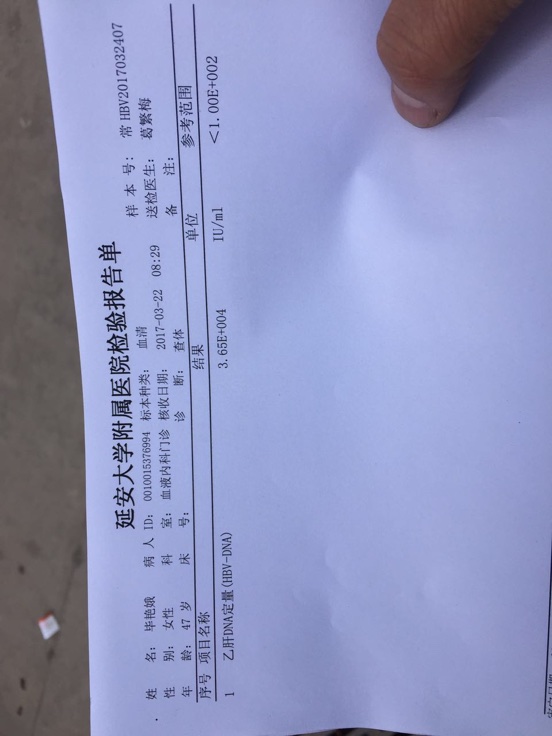 延安大学附属医院检验报告单
姓 名: 毕艳娥 病 人 ID: 0010015376994 标本种类: 血清 样 本 号: 常 HBV2017032407
性 别: 女性 科 室: 血液内科门诊 核收日期: 2017-03-22 08:29 送检医生: 葛繁梅
年 龄: 47 岁 床 号: 诊 断: 查体 备 注:
序号 项目名称 结果 单位 参考范围
1 乙肝DNA定量(HBV-DNA) 3.65E+004 IU/ml <1.00E+002